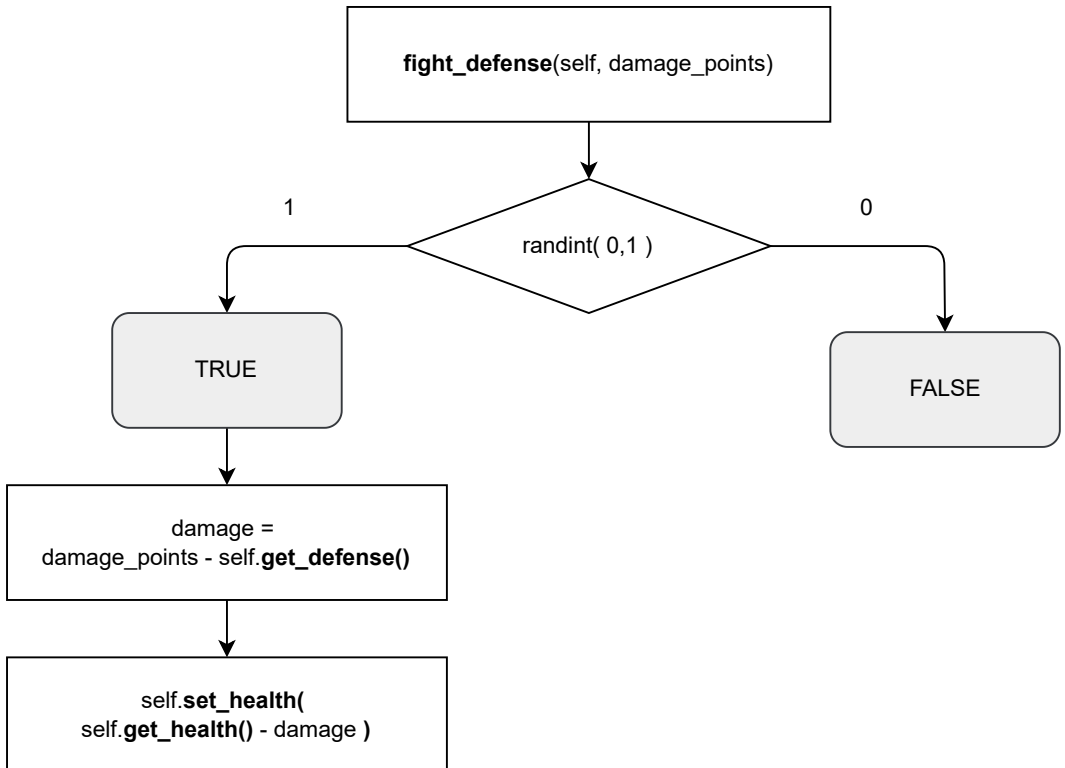 fight_defense(self, damage_points)
1
0
randint( 0,1 )
TRUE
FALSE
damage =
damage_points - self.get_defense()
self.set_health(
self.get_health() - damage )